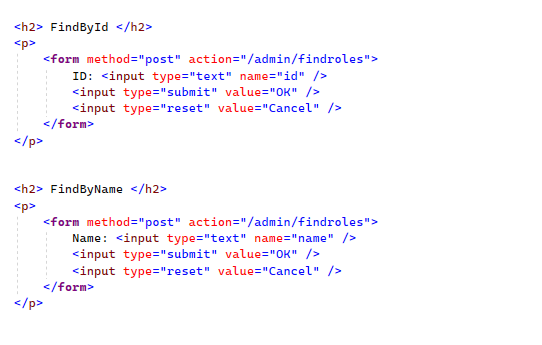 <h2> FindById </h2>
<p>
    <form method="post" action="/admin/findroles">
        ID: <input type="text" name="id" />
        <input type="submit" value="OK" />
        <input type="reset" value="Cancel" />
    </form>
</p>
<h2> FindByName </h2>
<p>
    <form method="post" action="/admin/findroles">
        Name: <input type="text" name="name" />
        <input type="submit" value="OK" />
        <input type="reset" value="Cancel" />
    </form>
</p>